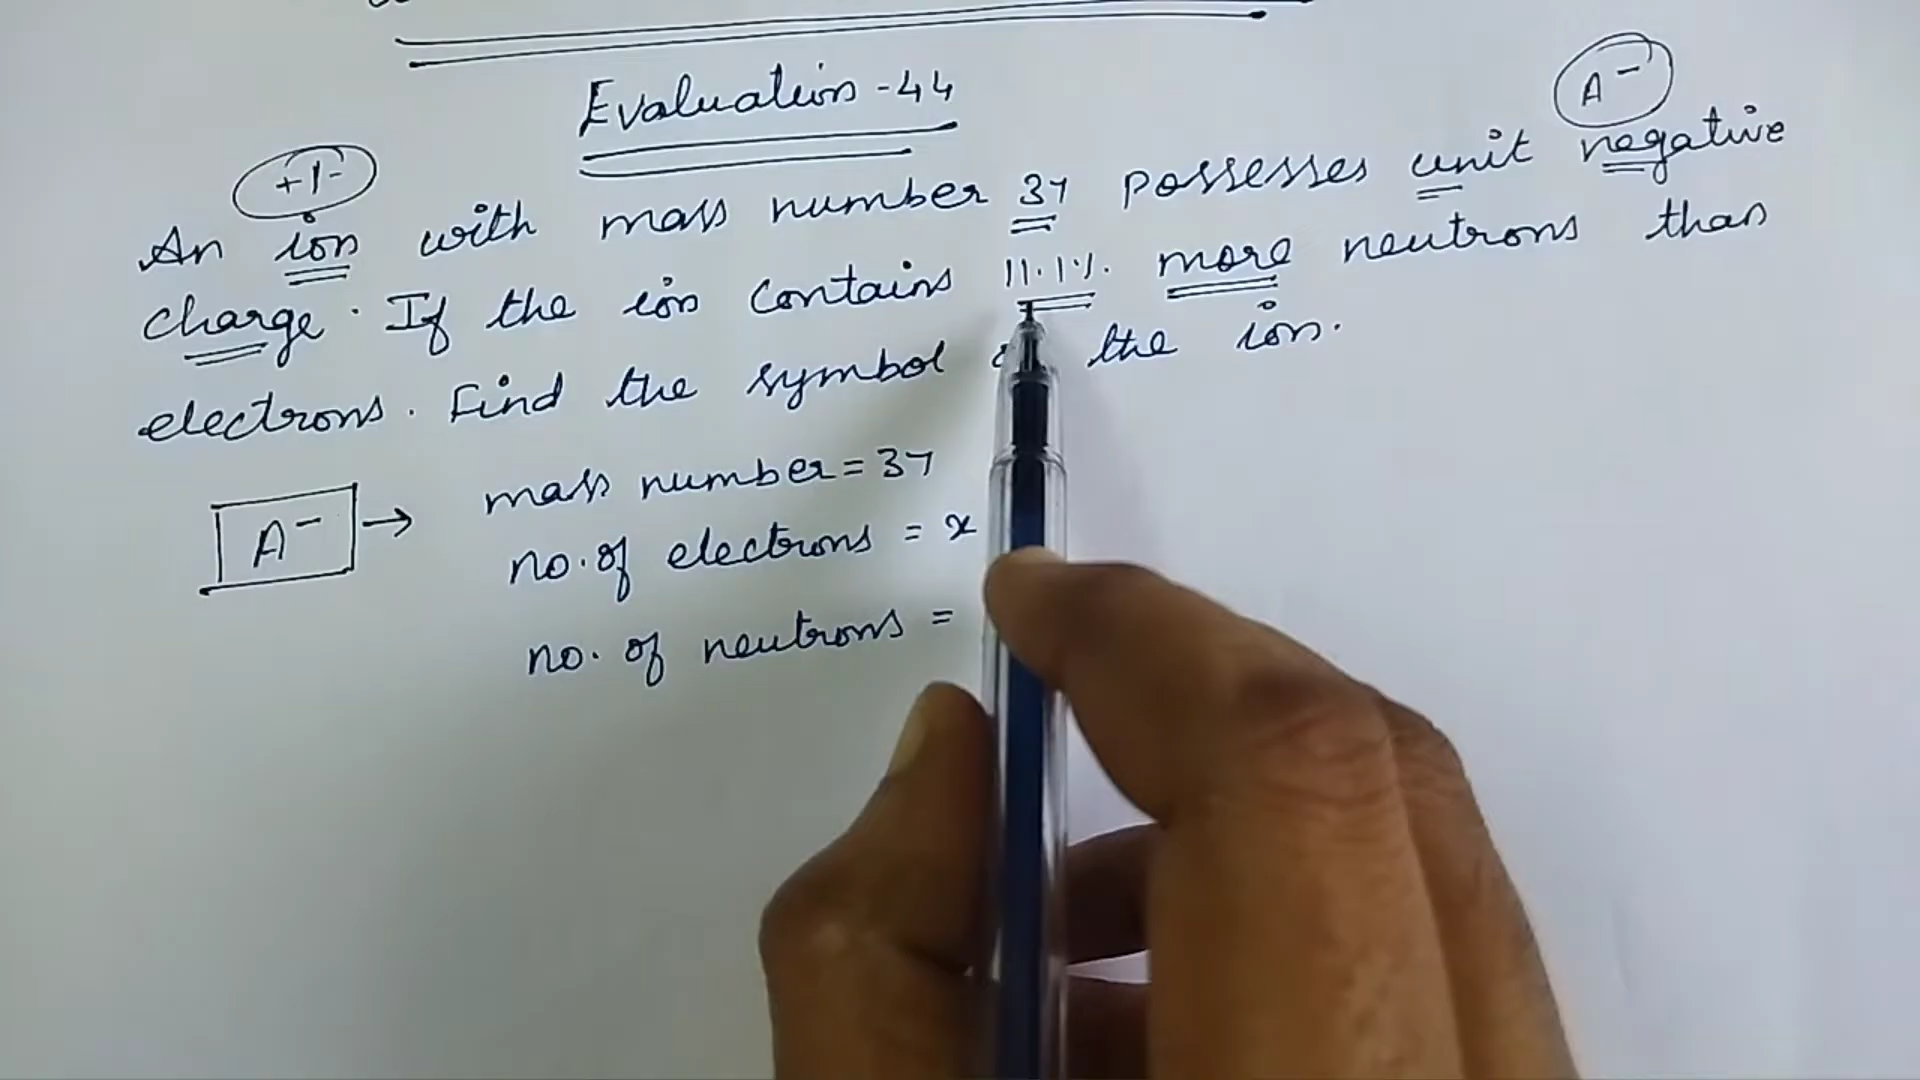 Evaluation - 44
A⁻
+/-
An ion with mass number 37 possesses unit negative
charge. If the ion contains 11.1% more neutrons than
electrons. Find the symbol the ion.
A⁻ → mass number = 37
no. of electrons = x
no. of neutrons =